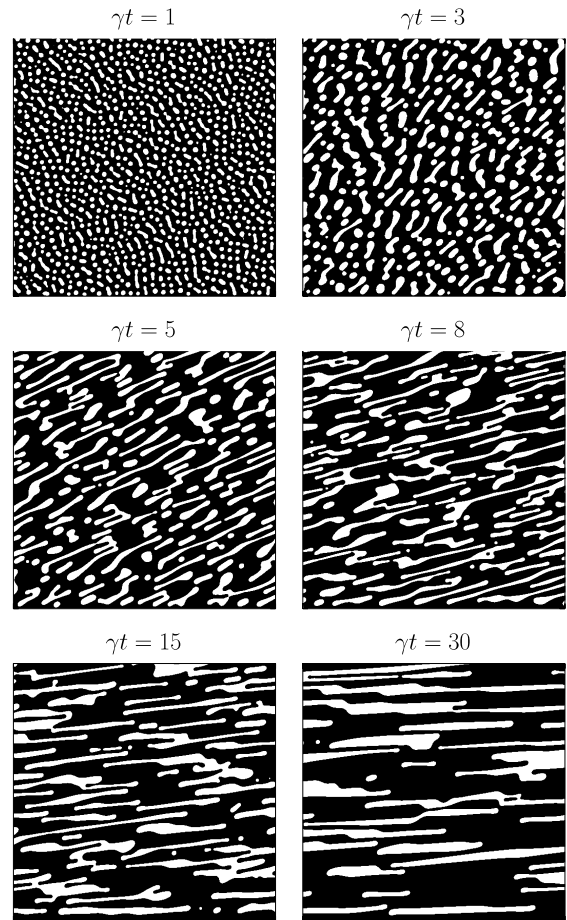 γt = 1
γt = 3
γt = 5
γt = 8
γt = 15
γt = 30